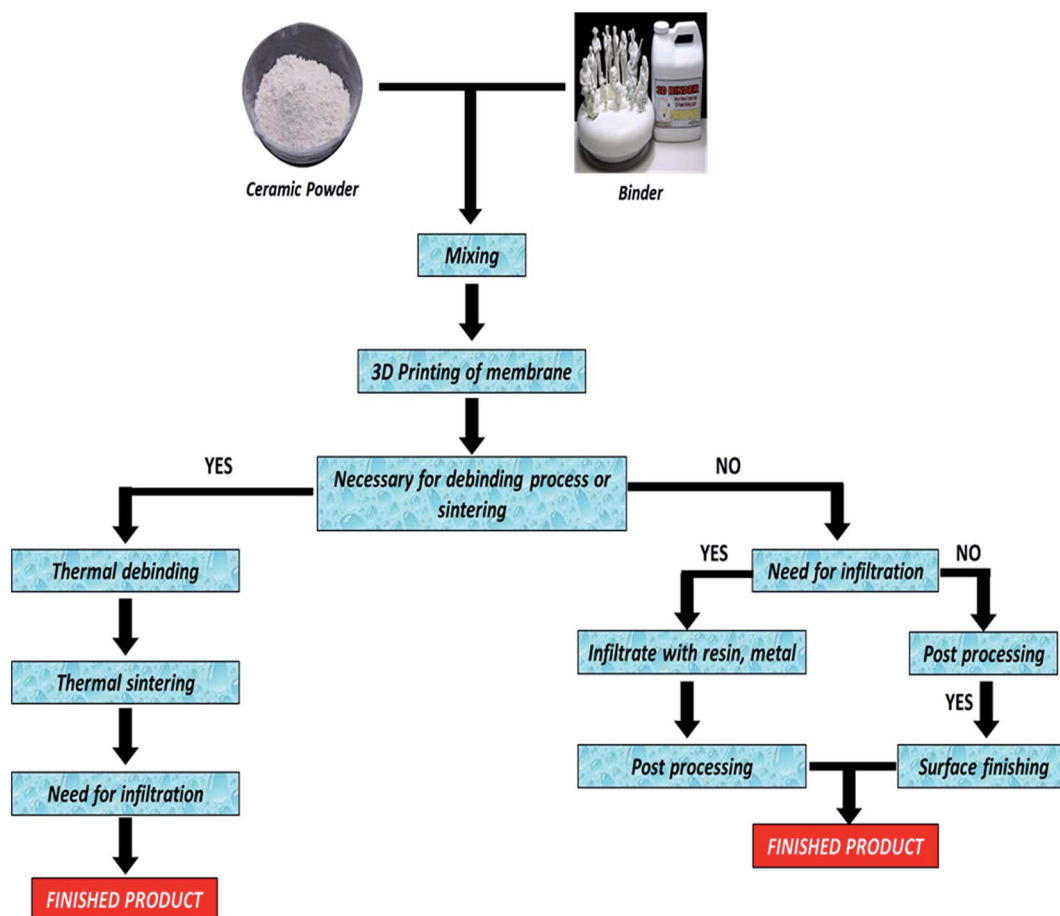 3D BINDER
Ceramic Powder
Binder
Mixing
3D Printing of membrane
YES
NO
Necessary for debinding process or
sintering
Thermal debinding
YES
Need for infiltration
NO
Infiltrate with resin, metal
Post processing
Thermal sintering
YES
Post processing
Surface finishing
Need for infiltration
FINISHED PRODUCT
FINISHED PRODUCT